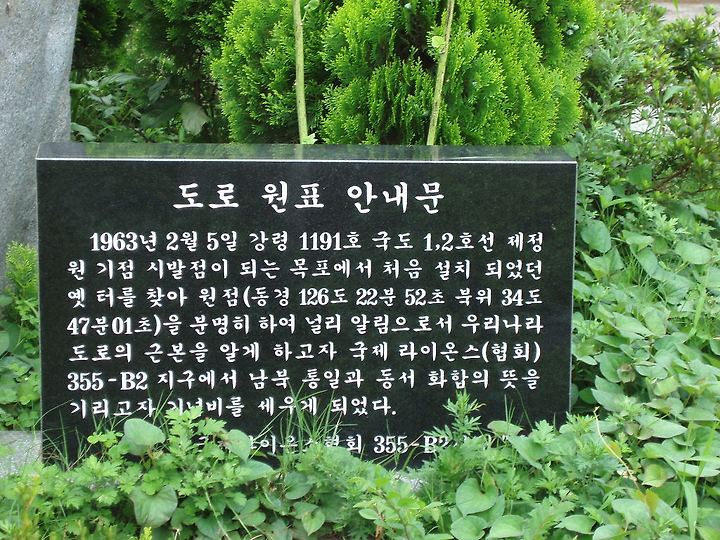 도로 원표 안내문
1963년 2월 5일 강령 1191호 국도 1,2호선 제정
원 기점 시발점이 되는 목포에서 처음 설치 되었던
옛 터를 찾아 원점(동경 126도 22분 52초 북위 34도
47분01초)을 분명히 하여 널리 알림으로서 우리나라
도로의 근본을 알게 하고자 국제 라이온스(협회)
355-B2 지구에서 남북 통일과 동서 화합의 뜻을
기리고자 기념비를 세우게 되었다.
라이온스협회 355-B2